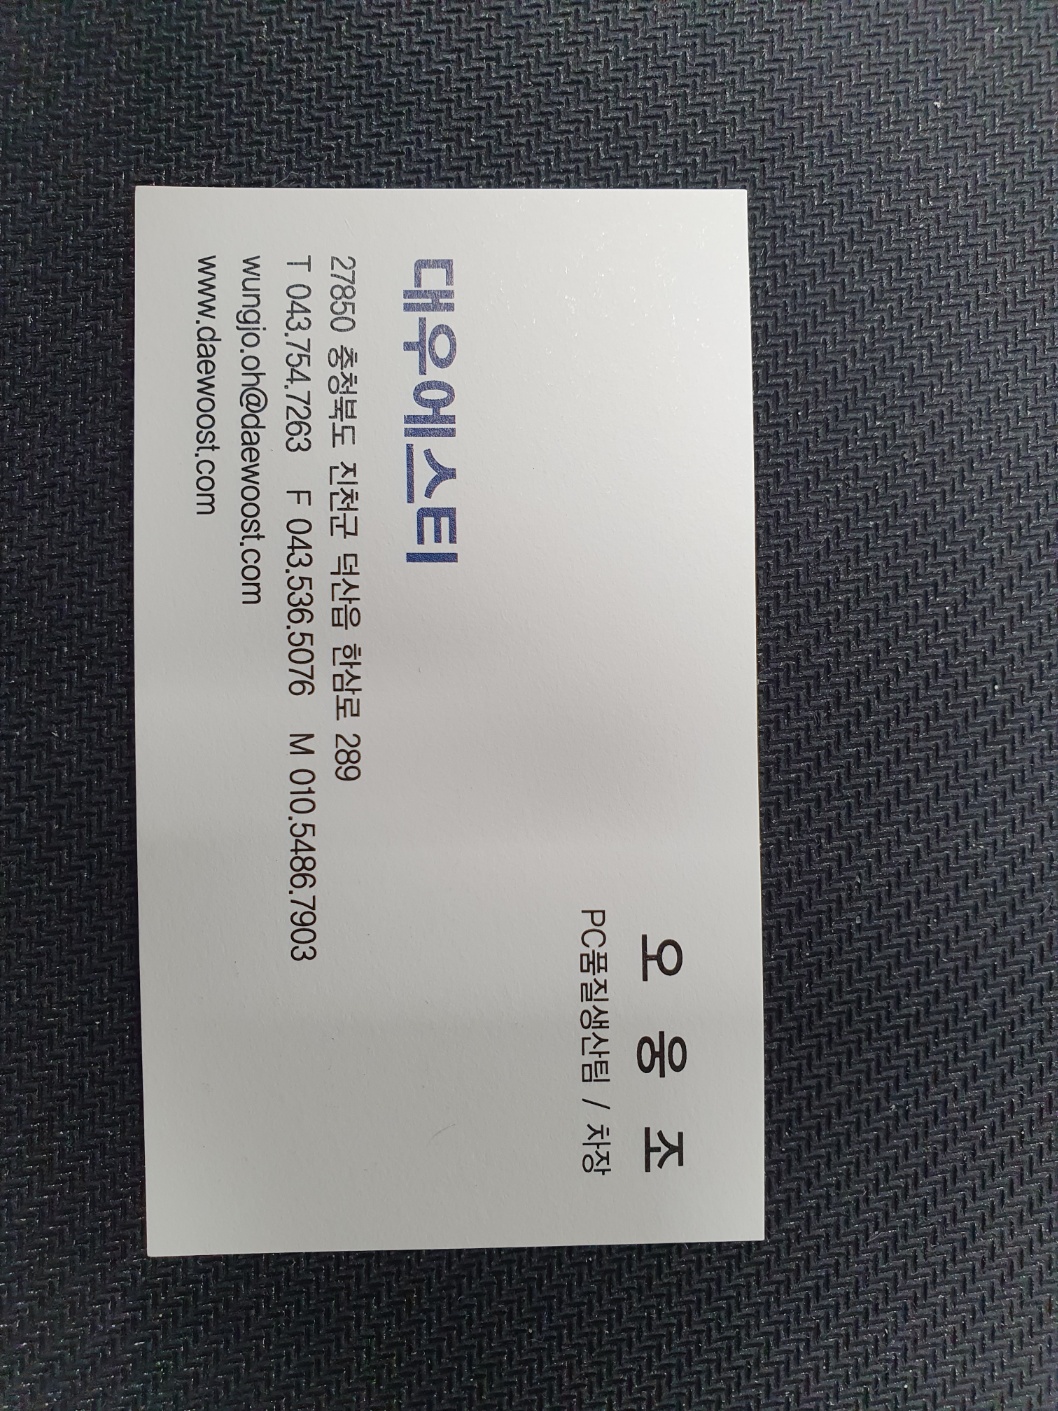 오 웅 조
PC품질생산팀 / 차장
대우에스티
27850 충청북도 진천군 덕산읍 한삼로 289
T 043.754.7263 F 043.536.5076 M 010.5486.7903
wungjo.oh@daewoost.com
www.daewoost.com